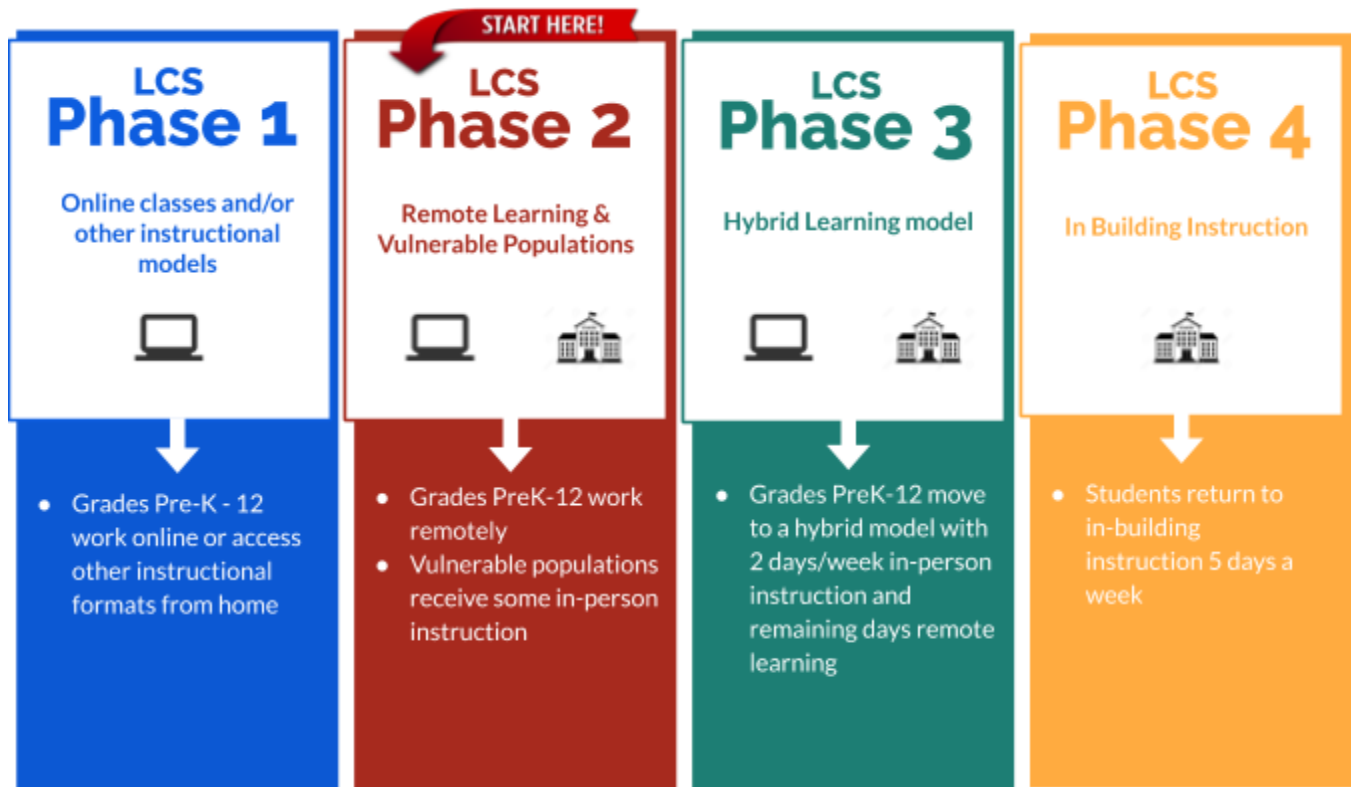 START HERE!
LCS
Phase 1
Online classes and/or
other instructional
models
● Grades Pre-K - 12
work online or access
other instructional
formats from home
LCS
Phase 2
Remote Learning &
Vulnerable Populations
● Grades PreK-12 work
remotely
● Vulnerable populations
receive some in-person
instruction
LCS
Phase 3
Hybrid Learning model
● Grades PreK-12 move
to a hybrid model with
2 days/week in-person
instruction and
remaining days remote
learning
LCS
Phase 4
In Building Instruction
● Students return to
in-building
instruction 5 days a
week